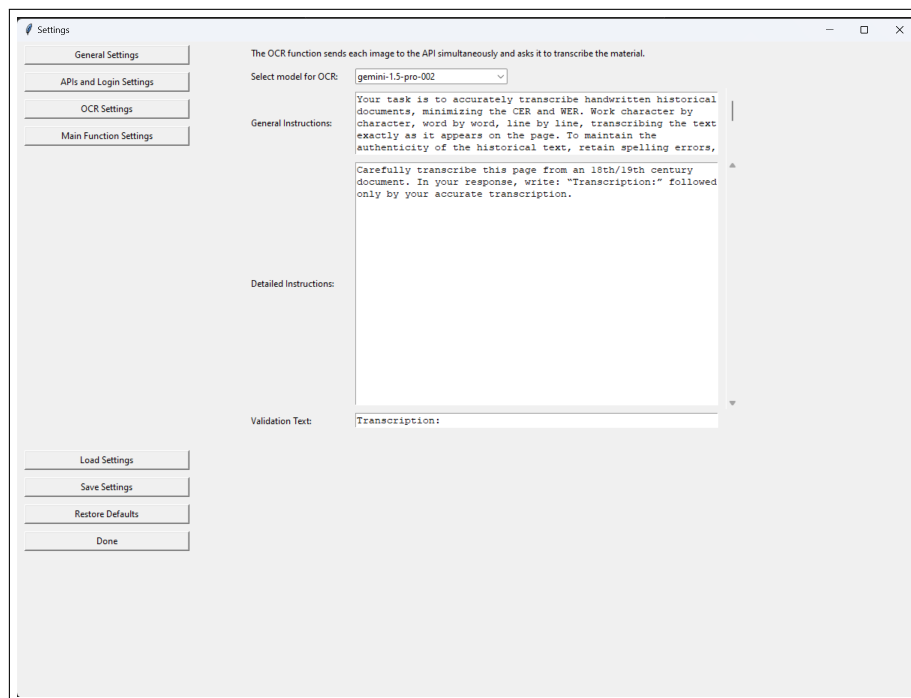 Settings
General Settings
APIs and Login Settings
OCR Settings
Main Function Settings
The OCR function sends each image to the API simultaneously and asks it to transcribe the material.
Select model for OCR:
gemini-1.5-pro-002
General Instructions:
Your task is to accurately transcribe handwritten historical
documents, minimizing the CER and WER. Work character by
character, word by word, line by line, transcribing the text
exactly as it appears on the page. To maintain the
authenticity of the historical text, retain spelling errors,
Detailed Instructions:
Carefully transcribe this page from an 18th/19th century
document. In your response, write: “Transcription:” followed
only by your accurate transcription.
Validation Text:
Transcription:
Load Settings
Save Settings
Restore Defaults
Done